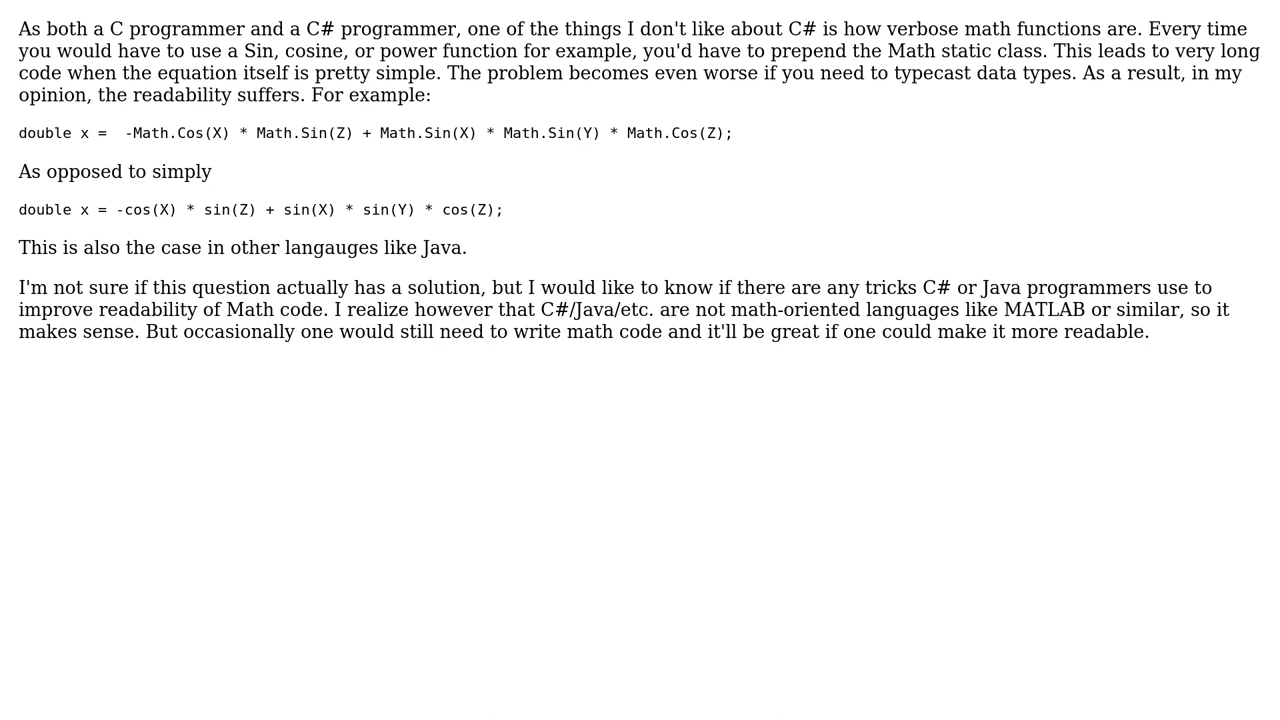 As both a C programmer and a C# programmer, one of the things I don't like about C# is how verbose math functions are. Every time
you would have to use a Sin, cosine, or power function for example, you'd have to prepend the Math static class. This leads to very long
code when the equation itself is pretty simple. The problem becomes even worse if you need to typecast data types. As a result, in my
opinion, the readability suffers. For example:
double x =  -Math.Cos(X) * Math.Sin(Z) + Math.Sin(X) * Math.Sin(Y) * Math.Cos(Z);
As opposed to simply
double x = -cos(X) * sin(Z) + sin(X) * sin(Y) * cos(Z);
This is also the case in other langauges like Java.
I'm not sure if this question actually has a solution, but I would like to know if there are any tricks C# or Java programmers use to
improve readability of Math code. I realize however that C#/Java/etc. are not math-oriented languages like MATLAB or similar, so it
makes sense. But occasionally one would still need to write math code and it'll be great if one could make it more readable.